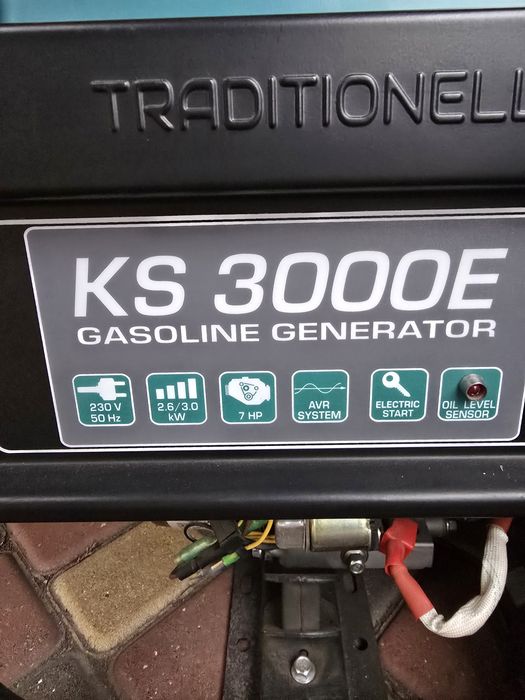 TRADITIONELL
KS 3000E
GASOLINE GENERATOR
230 V
50 Hz
2.6/3.0
kW
7 HP
AVR
SYSTEM
ELECTRIC
START
OIL LEVEL
SENSOR